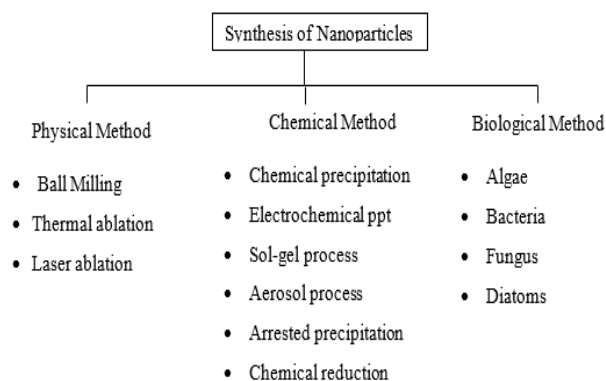 Synthesis of Nanoparticles
Physical Method
• Ball Milling
• Thermal ablation
• Laser ablation
Chemical Method
• Chemical precipitation
• Electrochemical ppt
• Sol-gel process
• Aerosol process
• Arrested precipitation
• Chemical reduction
Biological Method
• Algae
• Bacteria
• Fungus
• Diatoms